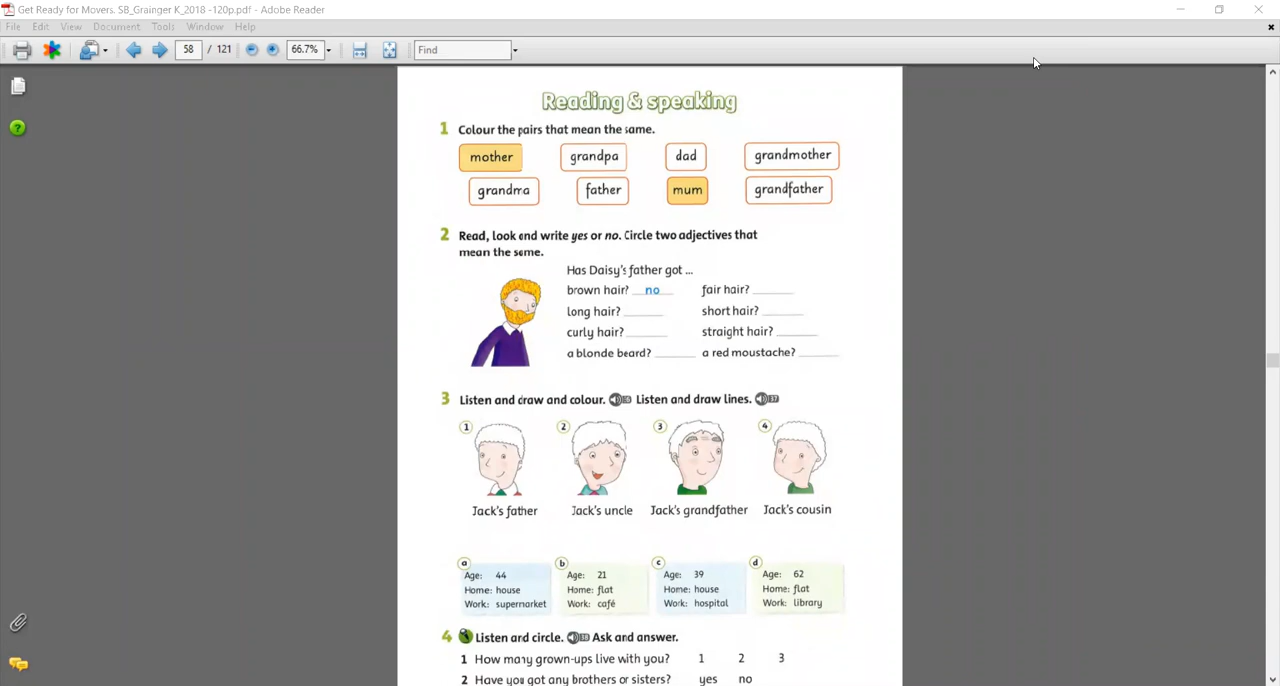 Get Ready for Movers. SB_Grainger K_2018 -120p.pdf - Adobe Reader
File Edit View Document Tools Window Help
58 / 121 66.7% Find
Reading & speaking
1 Colour the pairs that mean the same.
mother grandpa dad grandmother
grandma father mum grandfather
2 Read, look and write yes or no. Circle two adjectives that
mean the same.
Has Daisy's father got ...
brown hair? no fair hair?
long hair? short hair?
curly hair? straight hair?
a blonde beard? a red moustache?
3 Listen and draw and colour. Listen and draw lines. 37
1 2 3 4
Jack's father Jack's uncle Jack's grandfather Jack's cousin
a b c d
Age: 44 Age: 21 Age: 39 Age: 62
Home: house Home: flat Home: house Home: flat
Work: supermarket Work: café Work: hospital Work: library
4 Listen and circle. Ask and answer.
1 How many grown-ups live with you? 1 2 3
2 Have you got any brothers or sisters? yes no